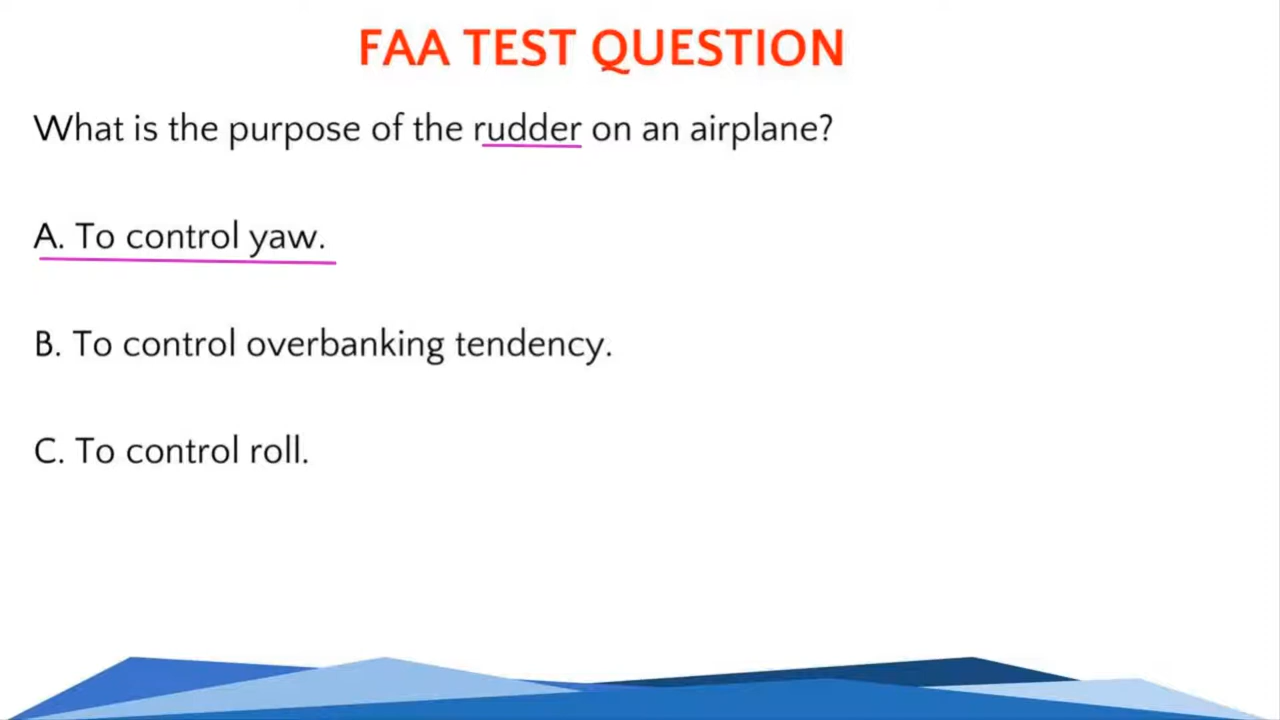 FAA TEST QUESTION
What is the purpose of the rudder on an airplane?
A. To control yaw.
B. To control overbanking tendency.
C. To control roll.